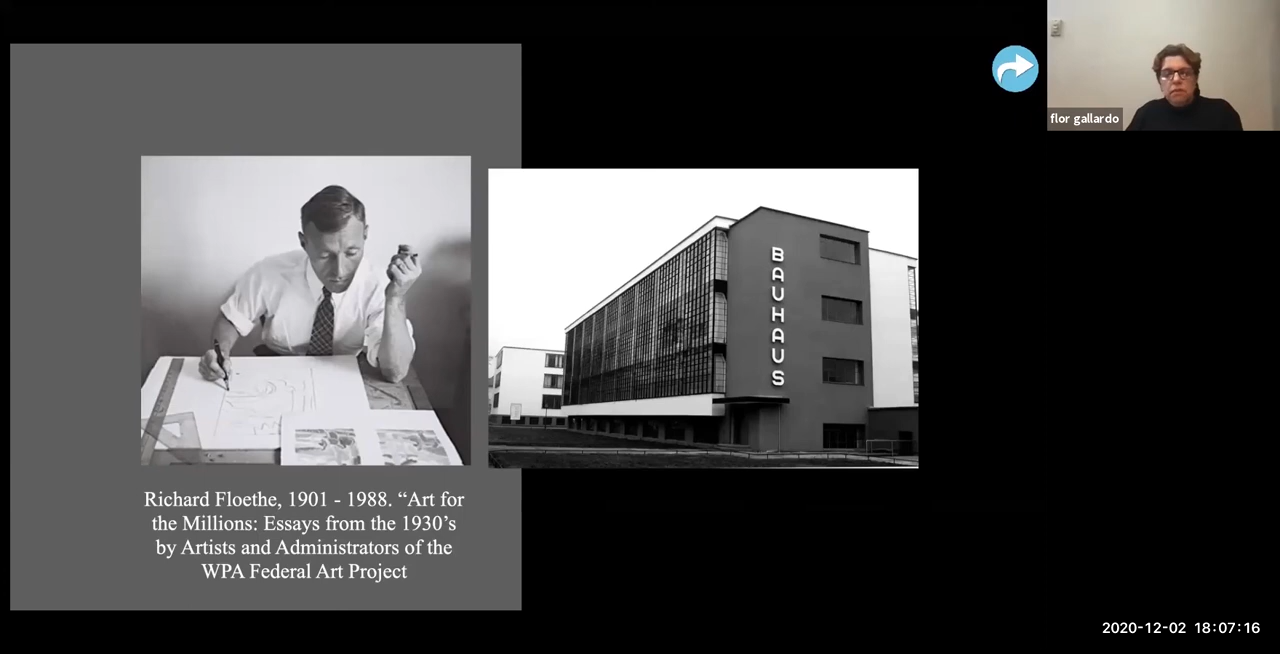 flor gallardo
BAUHAUS
Richard Floethe, 1901 - 1988. “Art for
the Millions: Essays from the 1930’s
by Artists and Administrators of the
WPA Federal Art Project
2020-12-02 18:07:16